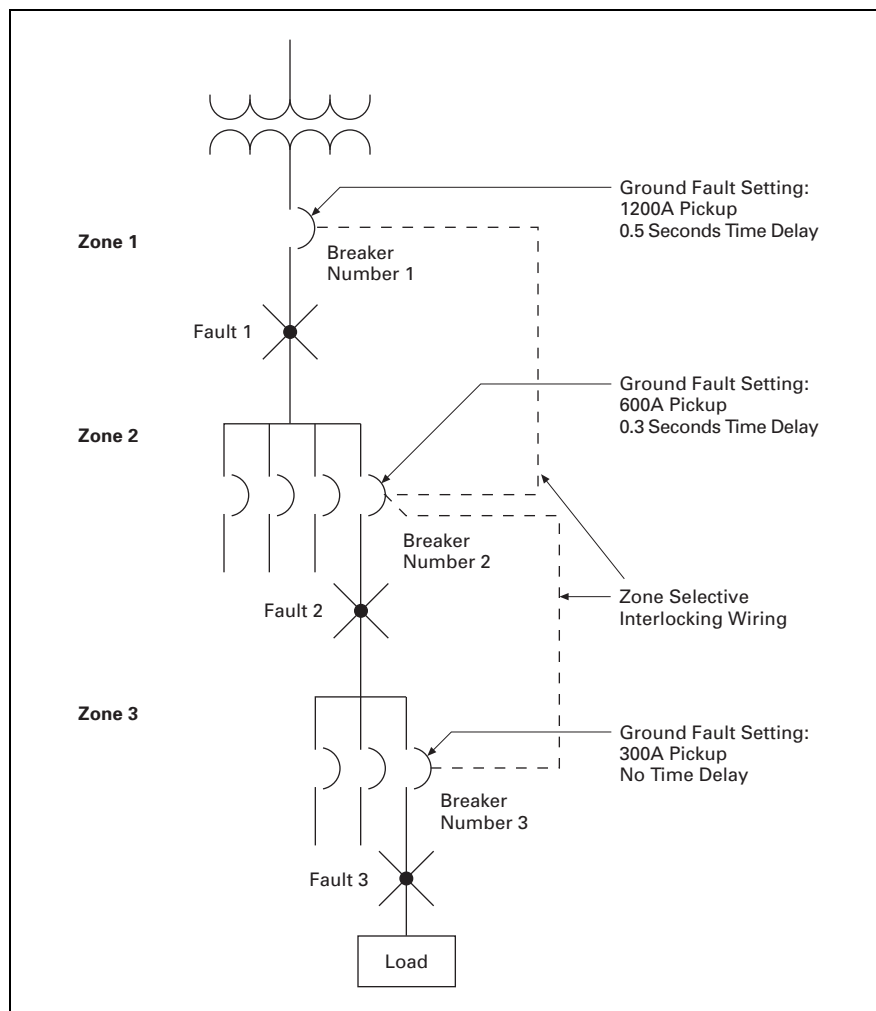 Ground Fault Setting:
1200A Pickup
0.5 Seconds Time Delay
Zone 1
Breaker
Number 1
Fault 1
Ground Fault Setting:
600A Pickup
0.3 Seconds Time Delay
Zone 2
Breaker
Number 2
Fault 2
Zone Selective
Interlocking Wiring
Zone 3
Ground Fault Setting:
300A Pickup
No Time Delay
Breaker
Number 3
Fault 3
Load